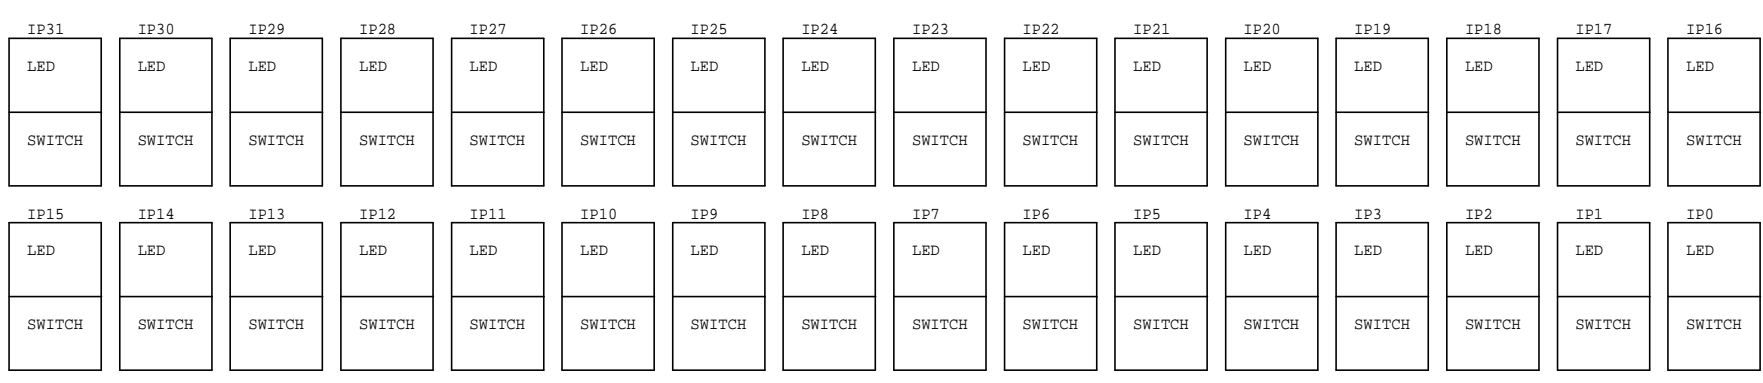 IP31 IP30 IP29 IP28 IP27 IP26 IP25 IP24 IP23 IP22 IP21 IP20 IP19 IP18 IP17 IP16
LED LED LED LED LED LED LED LED LED LED LED LED LED LED LED LED
SWITCH SWITCH SWITCH SWITCH SWITCH SWITCH SWITCH SWITCH SWITCH SWITCH SWITCH SWITCH SWITCH SWITCH SWITCH SWITCH
IP15 IP14 IP13 IP12 IP11 IP10 IP9 IP8 IP7 IP6 IP5 IP4 IP3 IP2 IP1 IP0
LED LED LED LED LED LED LED LED LED LED LED LED LED LED LED LED
SWITCH SWITCH SWITCH SWITCH SWITCH SWITCH SWITCH SWITCH SWITCH SWITCH SWITCH SWITCH SWITCH SWITCH SWITCH SWITCH